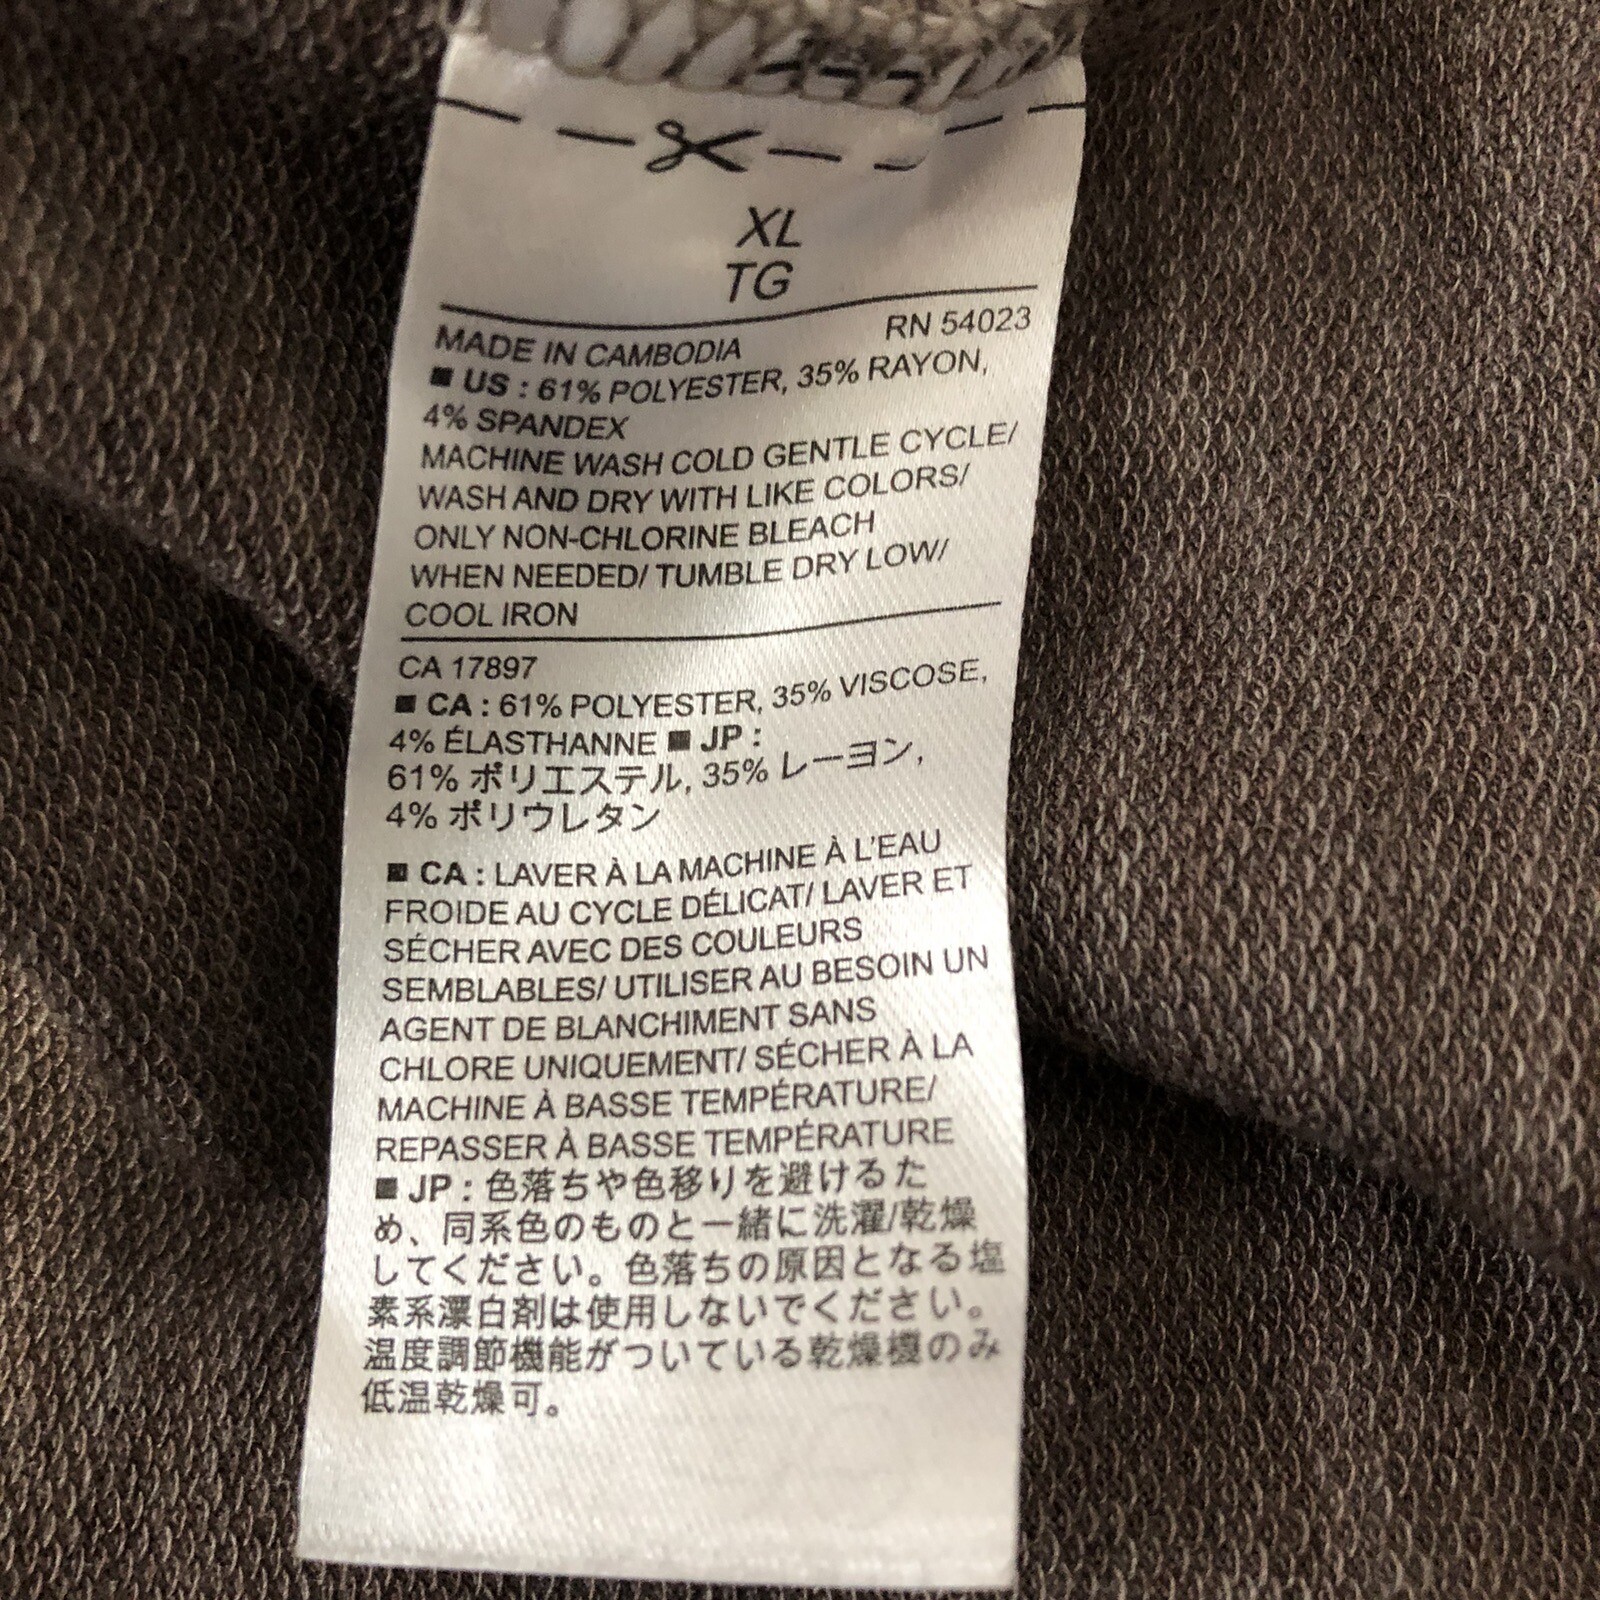 XL
TG
RN 54023
MADE IN CAMBODIA
■ US : 61% POLYESTER, 35% RAYON,
4% SPANDEX
MACHINE WASH COLD GENTLE CYCLE/
WASH AND DRY WITH LIKE COLORS/
ONLY NON-CHLORINE BLEACH
WHEN NEEDED/ TUMBLE DRY LOW/
COOL IRON
CA 17897
■ CA : 61% POLYESTER, 35% VISCOSE,
4% ÉLASTHANNE ■ JP :
61% ポリエステル, 35% レーヨン,
4% ポリウレタン
■ CA : LAVER À LA MACHINE À L'EAU
FROIDE AU CYCLE DÉLICAT/ LAVER ET
SÉCHER AVEC DES COULEURS
SEMBLABLES/ UTILISER AU BESOIN UN
AGENT DE BLANCHIMENT SANS
CHLORE UNIQUEMENT/ SÉCHER À LA
MACHINE À BASSE TEMPÉRATURE/
REPASSER À BASSE TEMPÉRATURE
■ JP : 色落ちや色移りを避けるた
め、同系色のものと一緒に洗濯/乾燥
してください。色落ちの原因となる塩
素系漂白剤は使用しないでください。
温度調節機能がついている乾燥機のみ
低温乾燥可。